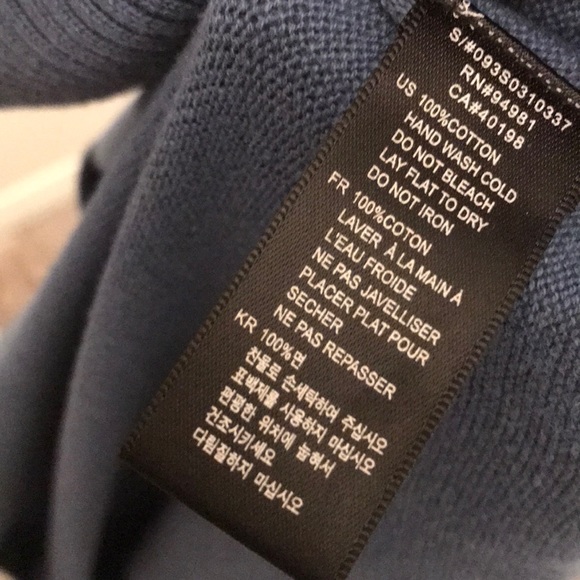 S/#093S0310337
RN#94981
CA#40198
US 100%COTTON
HAND WASH COLD
DO NOT BLEACH
LAY FLAT TO DRY
DO NOT IRON
FR 100%COTON
LAVER À LA MAIN À
L'EAU FROIDE
NE PAS JAVELLISER
PLACER PLAT POUR
SECHER
NE PAS REPASSER
KR 100%면
찬물로 손세탁하여 주십시오
표백제를 사용하지 마십시오
편평한 위치에 눕혀서
건조시키세요
다림질하지 마십시오